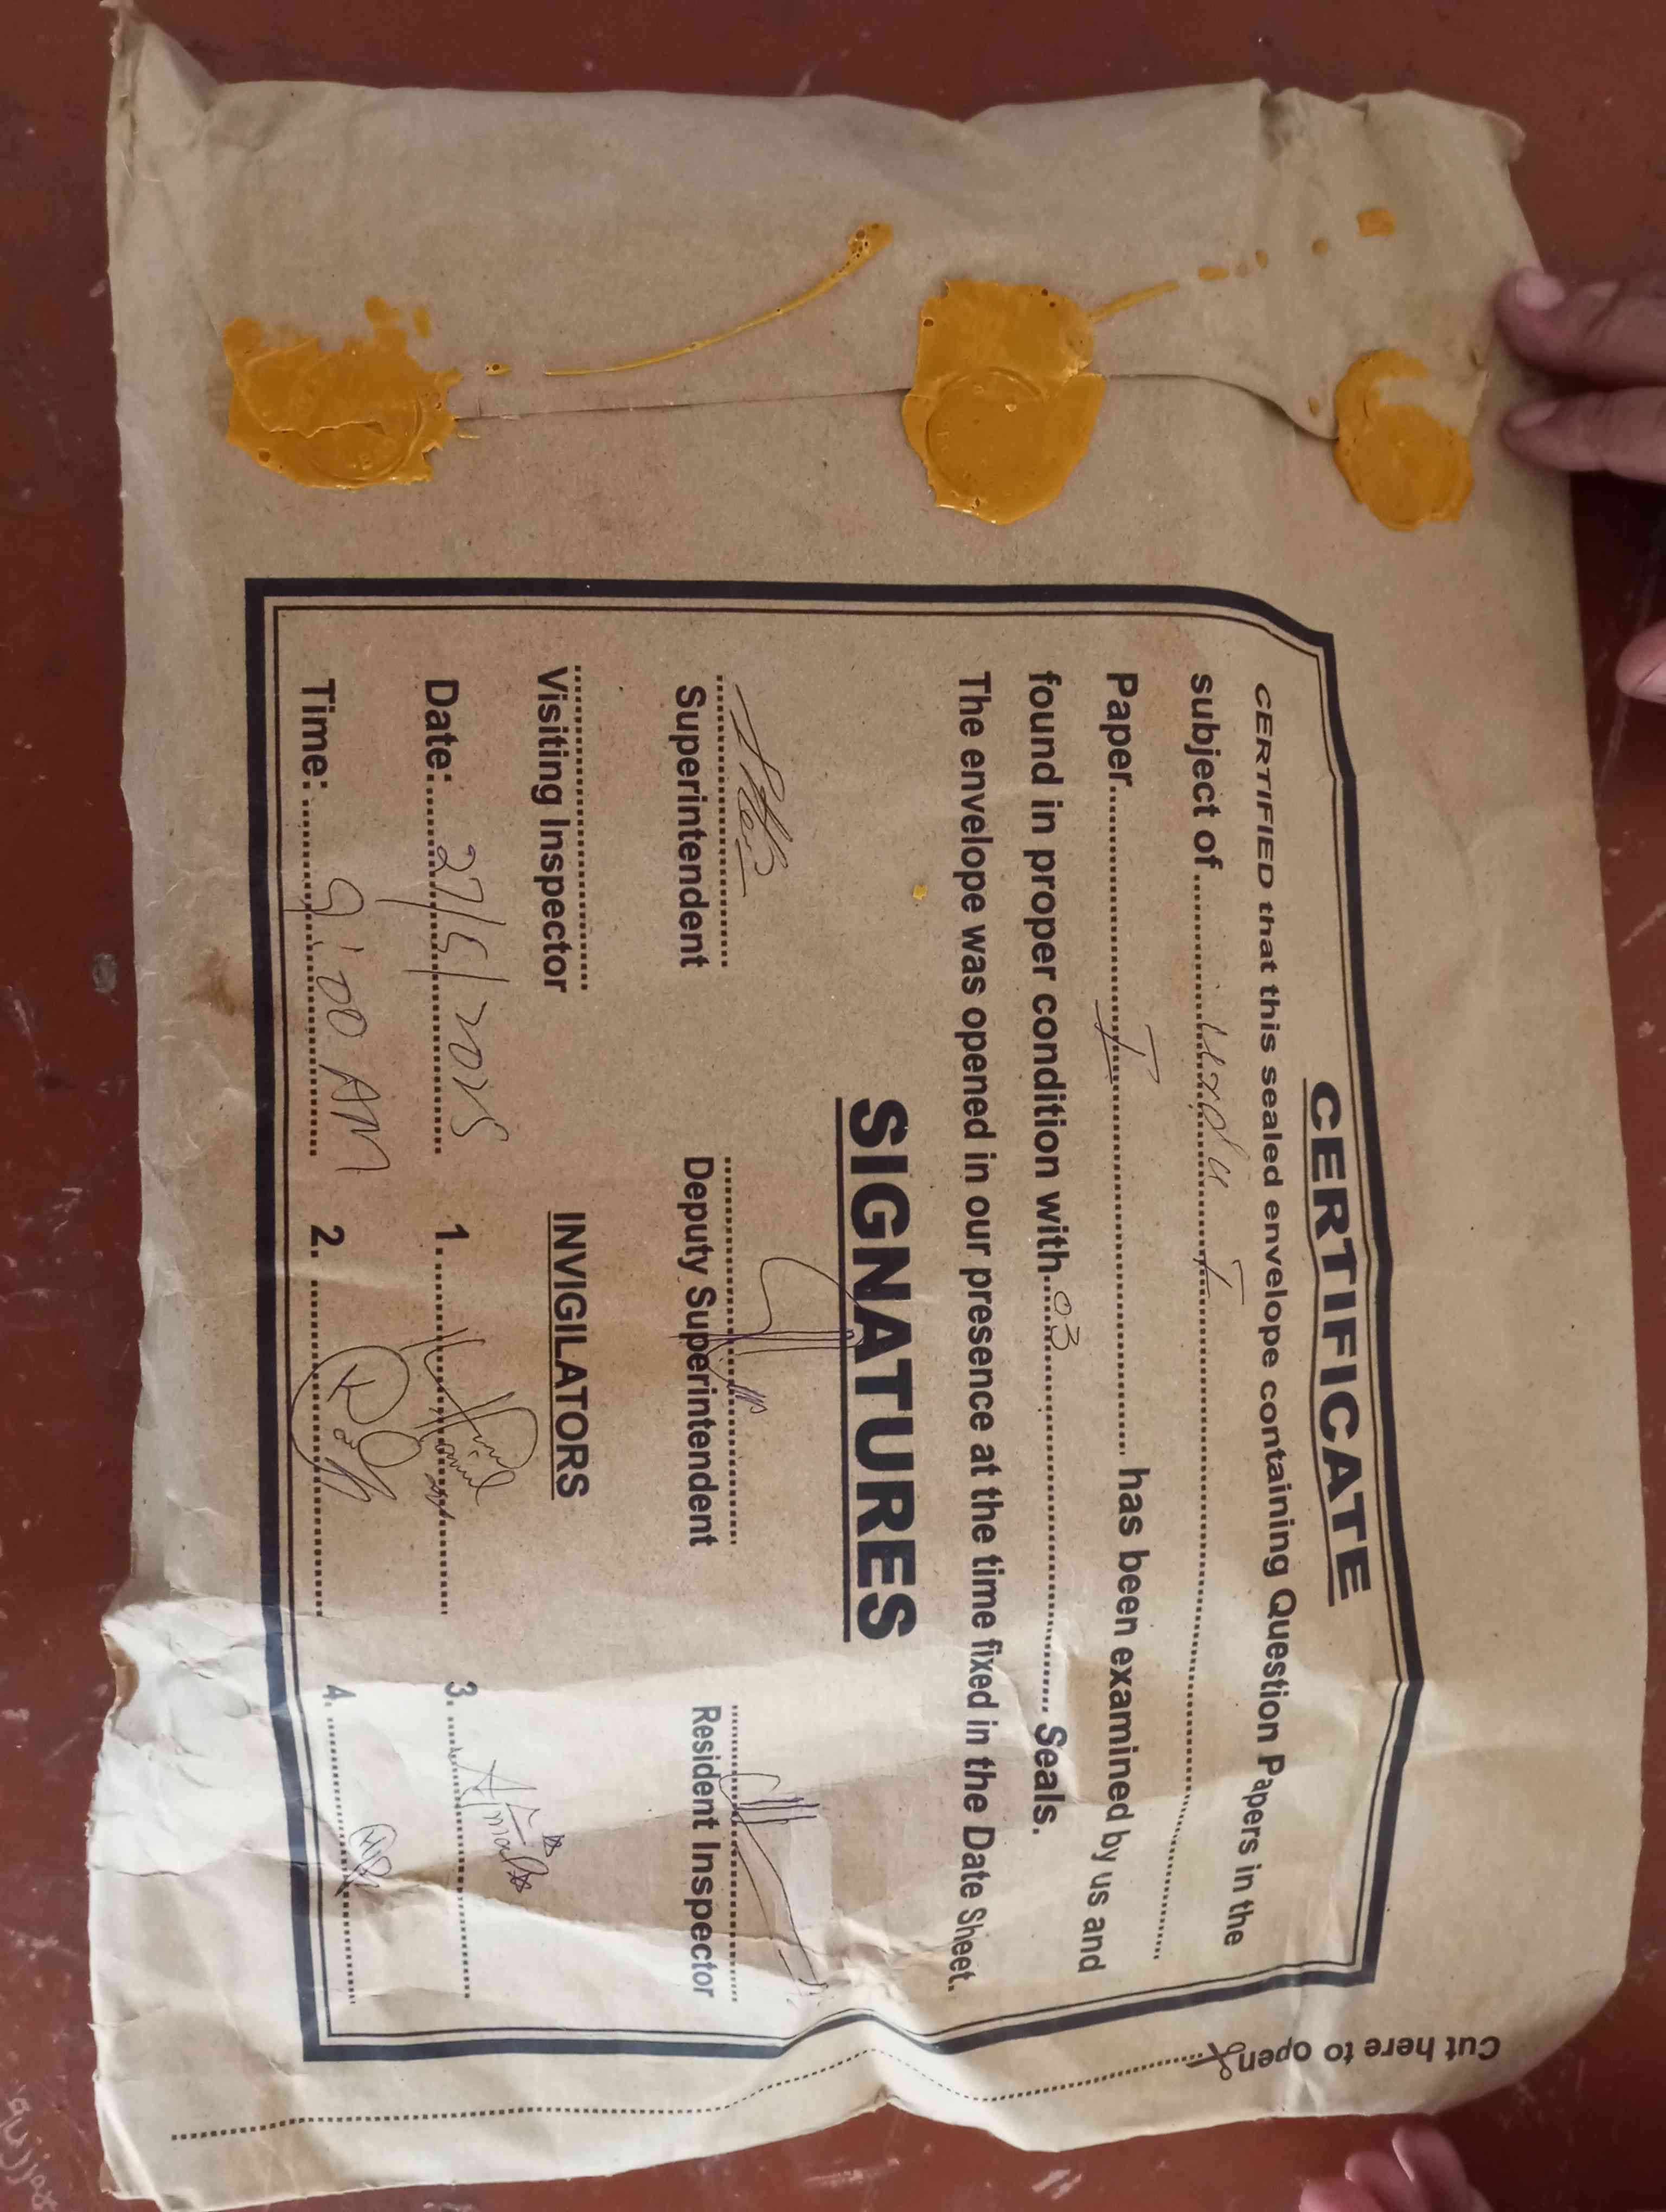 CERTIFICATE
CERTIFIED that this sealed envelope containing Question Papers in the
subject of..........Urdu I..........
Paper..........I.......... has been examined by us and
found in proper condition with...03.......... Seals.
The envelope was opened in our presence at the time fixed in the Date Sheet.
SIGNATURES
Superintendent
Deputy Superintendent
Resident Inspector
Visiting Inspector
INVIGILATORS
Date:.....27/5/2025.....
1.
3.
Time:.....9:00 AM.....
2.
4.
Cut here to open